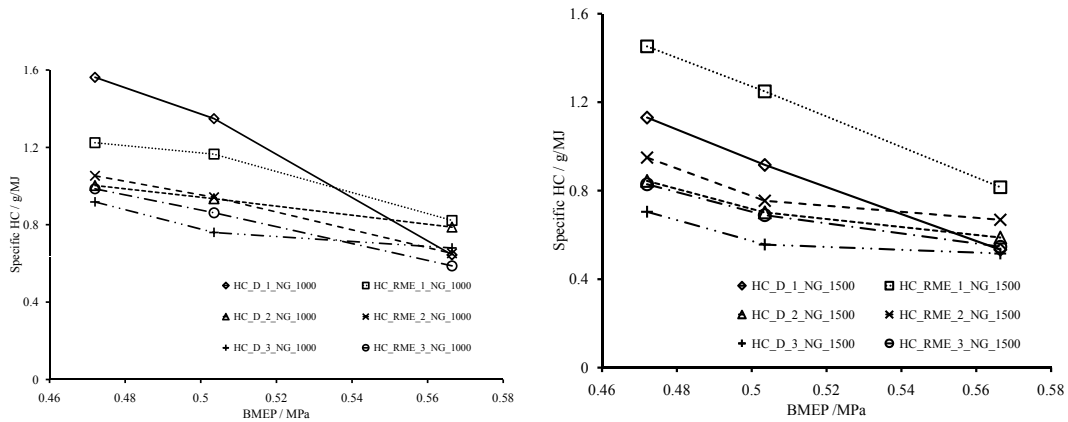 1.6
1.2
0.8
0.4
0
0.46
0.48
0.5
0.52
0.54
0.56
0.58
Specific HC / g/MJ
BMEP / MPa
HC_D_1_NG_1000
HC_RME_1_NG_1000
HC_D_2_NG_1000
HC_RME_2_NG_1000
HC_D_3_NG_1000
HC_RME_3_NG_1000
1.6
1.2
0.8
0.4
0
0.46
0.48
0.5
0.52
0.54
0.56
0.58
Specific HC / g/MJ
BMEP /MPa
HC_D_1_NG_1500
HC_RME_1_NG_1500
HC_D_2_NG_1500
HC_RME_2_NG_1500
HC_D_3_NG_1500
HC_RME_3_NG_1500